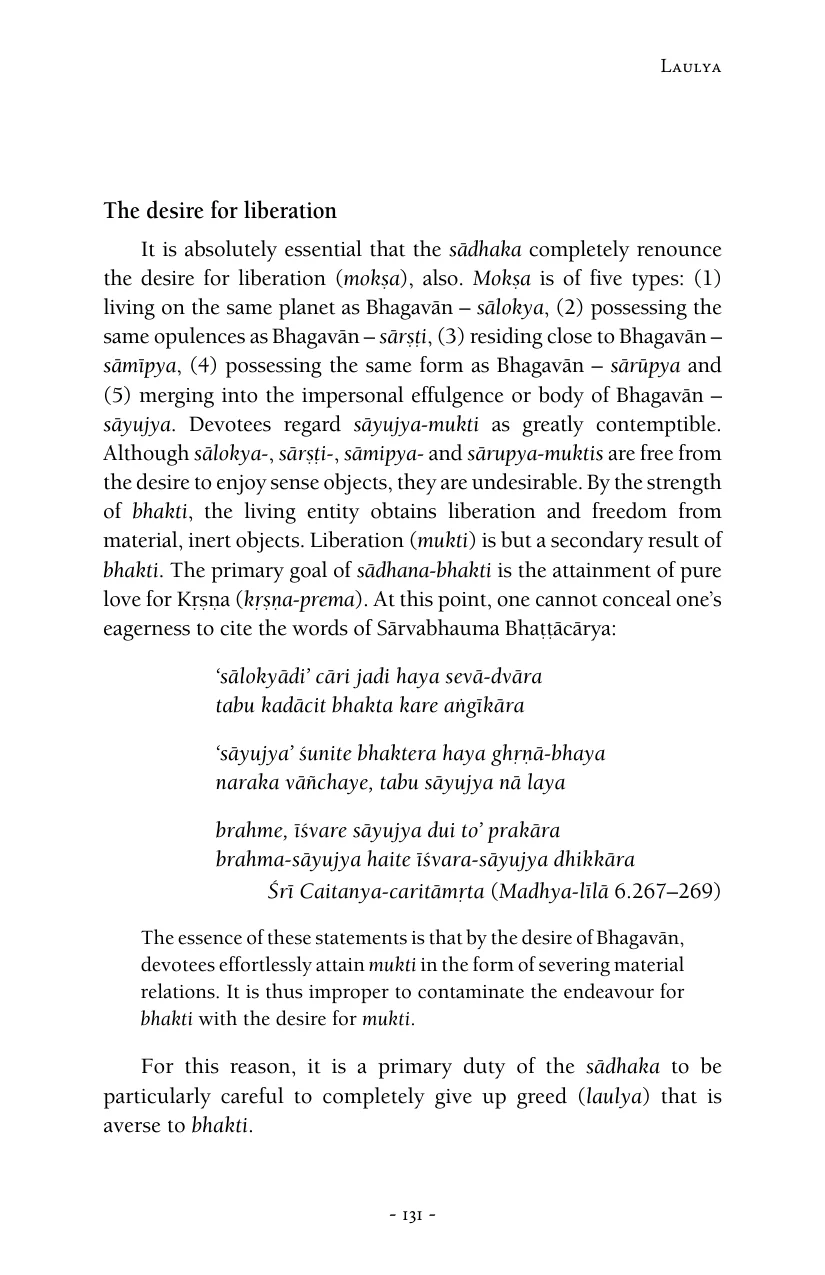 Laulya
The desire for liberation
It is absolutely essential that the sādhaka completely renounce
the desire for liberation (mokṣa), also. Mokṣa is of five types: (1)
living on the same planet as Bhagavān – sālokya, (2) possessing the
same opulences as Bhagavān – sārṣṭi, (3) residing close to Bhagavān –
sāmīpya, (4) possessing the same form as Bhagavān – sārūpya and
(5) merging into the impersonal effulgence or body of Bhagavān –
sāyujya. Devotees regard sāyujya-mukti as greatly contemptible.
Although sālokya-, sārṣṭi-, sāmipya- and sārupya-muktis are free from
the desire to enjoy sense objects, they are undesirable. By the strength
of bhakti, the living entity obtains liberation and freedom from
material, inert objects. Liberation (mukti) is but a secondary result of
bhakti. The primary goal of sādhana-bhakti is the attainment of pure
love for Kṛṣṇa (kṛṣṇa-prema). At this point, one cannot conceal one’s
eagerness to cite the words of Sārvabhauma Bhaṭṭācārya:
‘sālokyādi’ cāri jadi haya sevā-dvāra
tabu kadācit bhakta kare aṅgīkāra
‘sāyujya’ śunite bhaktera haya ghṛṇā-bhaya
naraka vāñchaye, tabu sāyujya nā laya
brahme, īśvare sāyujya dui to’ prakāra
brahma-sāyujya haite īśvara-sāyujya dhikkāra
Śrī Caitanya-caritāmṛta (Madhya-līlā 6.267–269)
The essence of these statements is that by the desire of Bhagavān,
devotees effortlessly attain mukti in the form of severing material
relations. It is thus improper to contaminate the endeavour for
bhakti with the desire for mukti.
For this reason, it is a primary duty of the sādhaka to be
particularly careful to completely give up greed (laulya) that is
averse to bhakti.
- 131 -